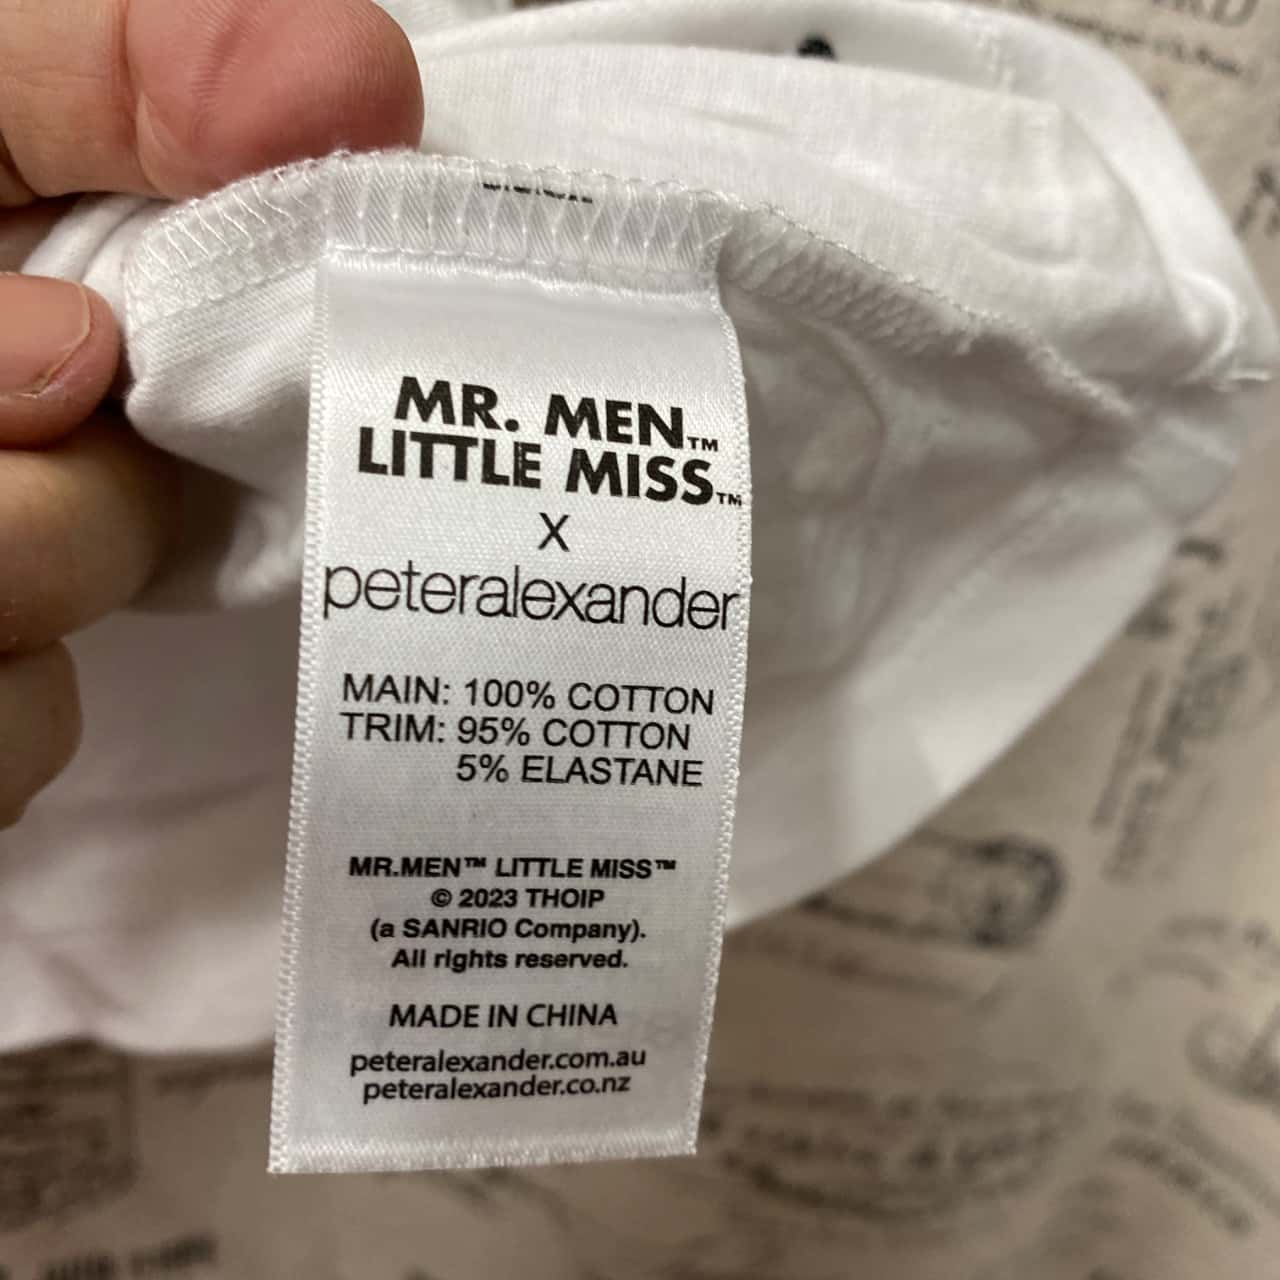 MR. MEN™
LITTLE MISS™
X
peteralexander
MAIN: 100% COTTON
TRIM: 95% COTTON
5% ELASTANE
MR.MEN™ LITTLE MISS™
© 2023 THOIP
(a SANRIO Company).
All rights reserved.
MADE IN CHINA
peteralexander.com.au
peteralexander.co.nz